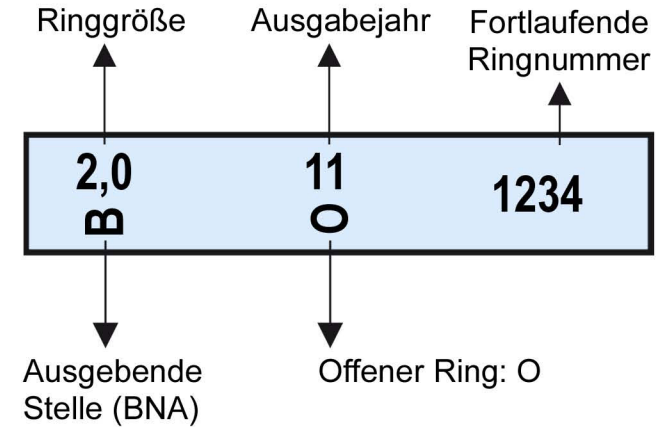 Ringgröße
Ausgabejahr
Fortlaufende
Ringnummer
2,0
11
1234
B
O
Ausgebende
Stelle (BNA)
Offener Ring: O